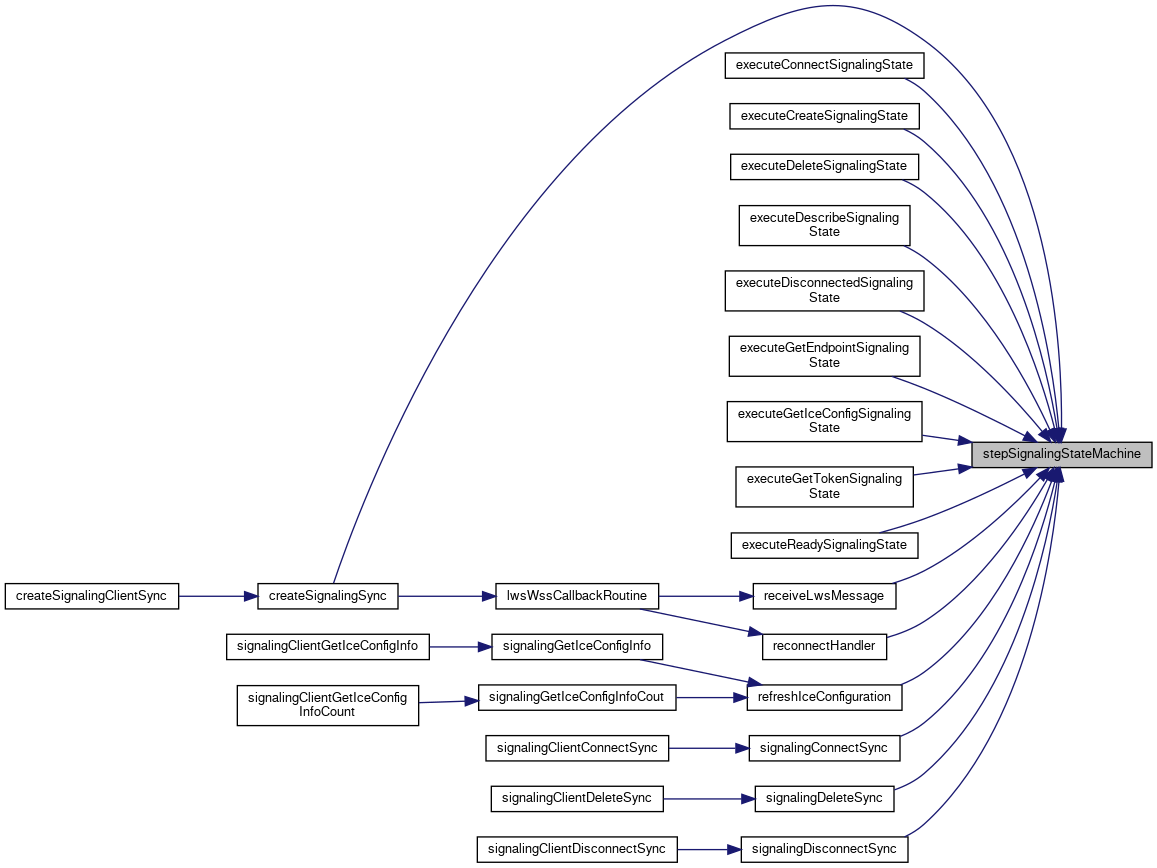 executeConnectSignalingState
executeCreateSignalingState
executeDeleteSignalingState
executeDescribeSignaling
State
executeDisconnectedSignaling
State
executeGetEndpointSignaling
State
executeGetIceConfigSignaling
State
stepSignalingStateMachine
executeGetTokenSignaling
State
executeReadySignalingState
createSignalingClientSync
createSignalingSync
lwsWssCallbackRoutine
receiveLwsMessage
signalingClientGetIceConfigInfo
signalingGetIceConfigInfo
reconnectHandler
signalingClientGetIceConfig
InfoCount
signalingGetIceConfigInfoCout
refreshIceConfiguration
signalingClientConnectSync
signalingConnectSync
signalingClientDeleteSync
signalingDeleteSync
signalingClientDisconnectSync
signalingDisconnectSync